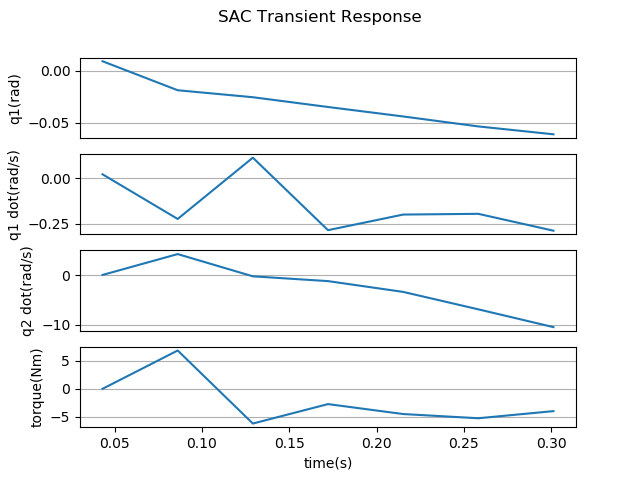 SAC Transient Response
q1(rad)
0.00
−0.05
q1 dot(rad/s)
0.00
−0.25
q2 dot(rad/s)
0
−10
torque(Nm)
5
0
−5
0.05 0.10 0.15 0.20 0.25 0.30
time(s)